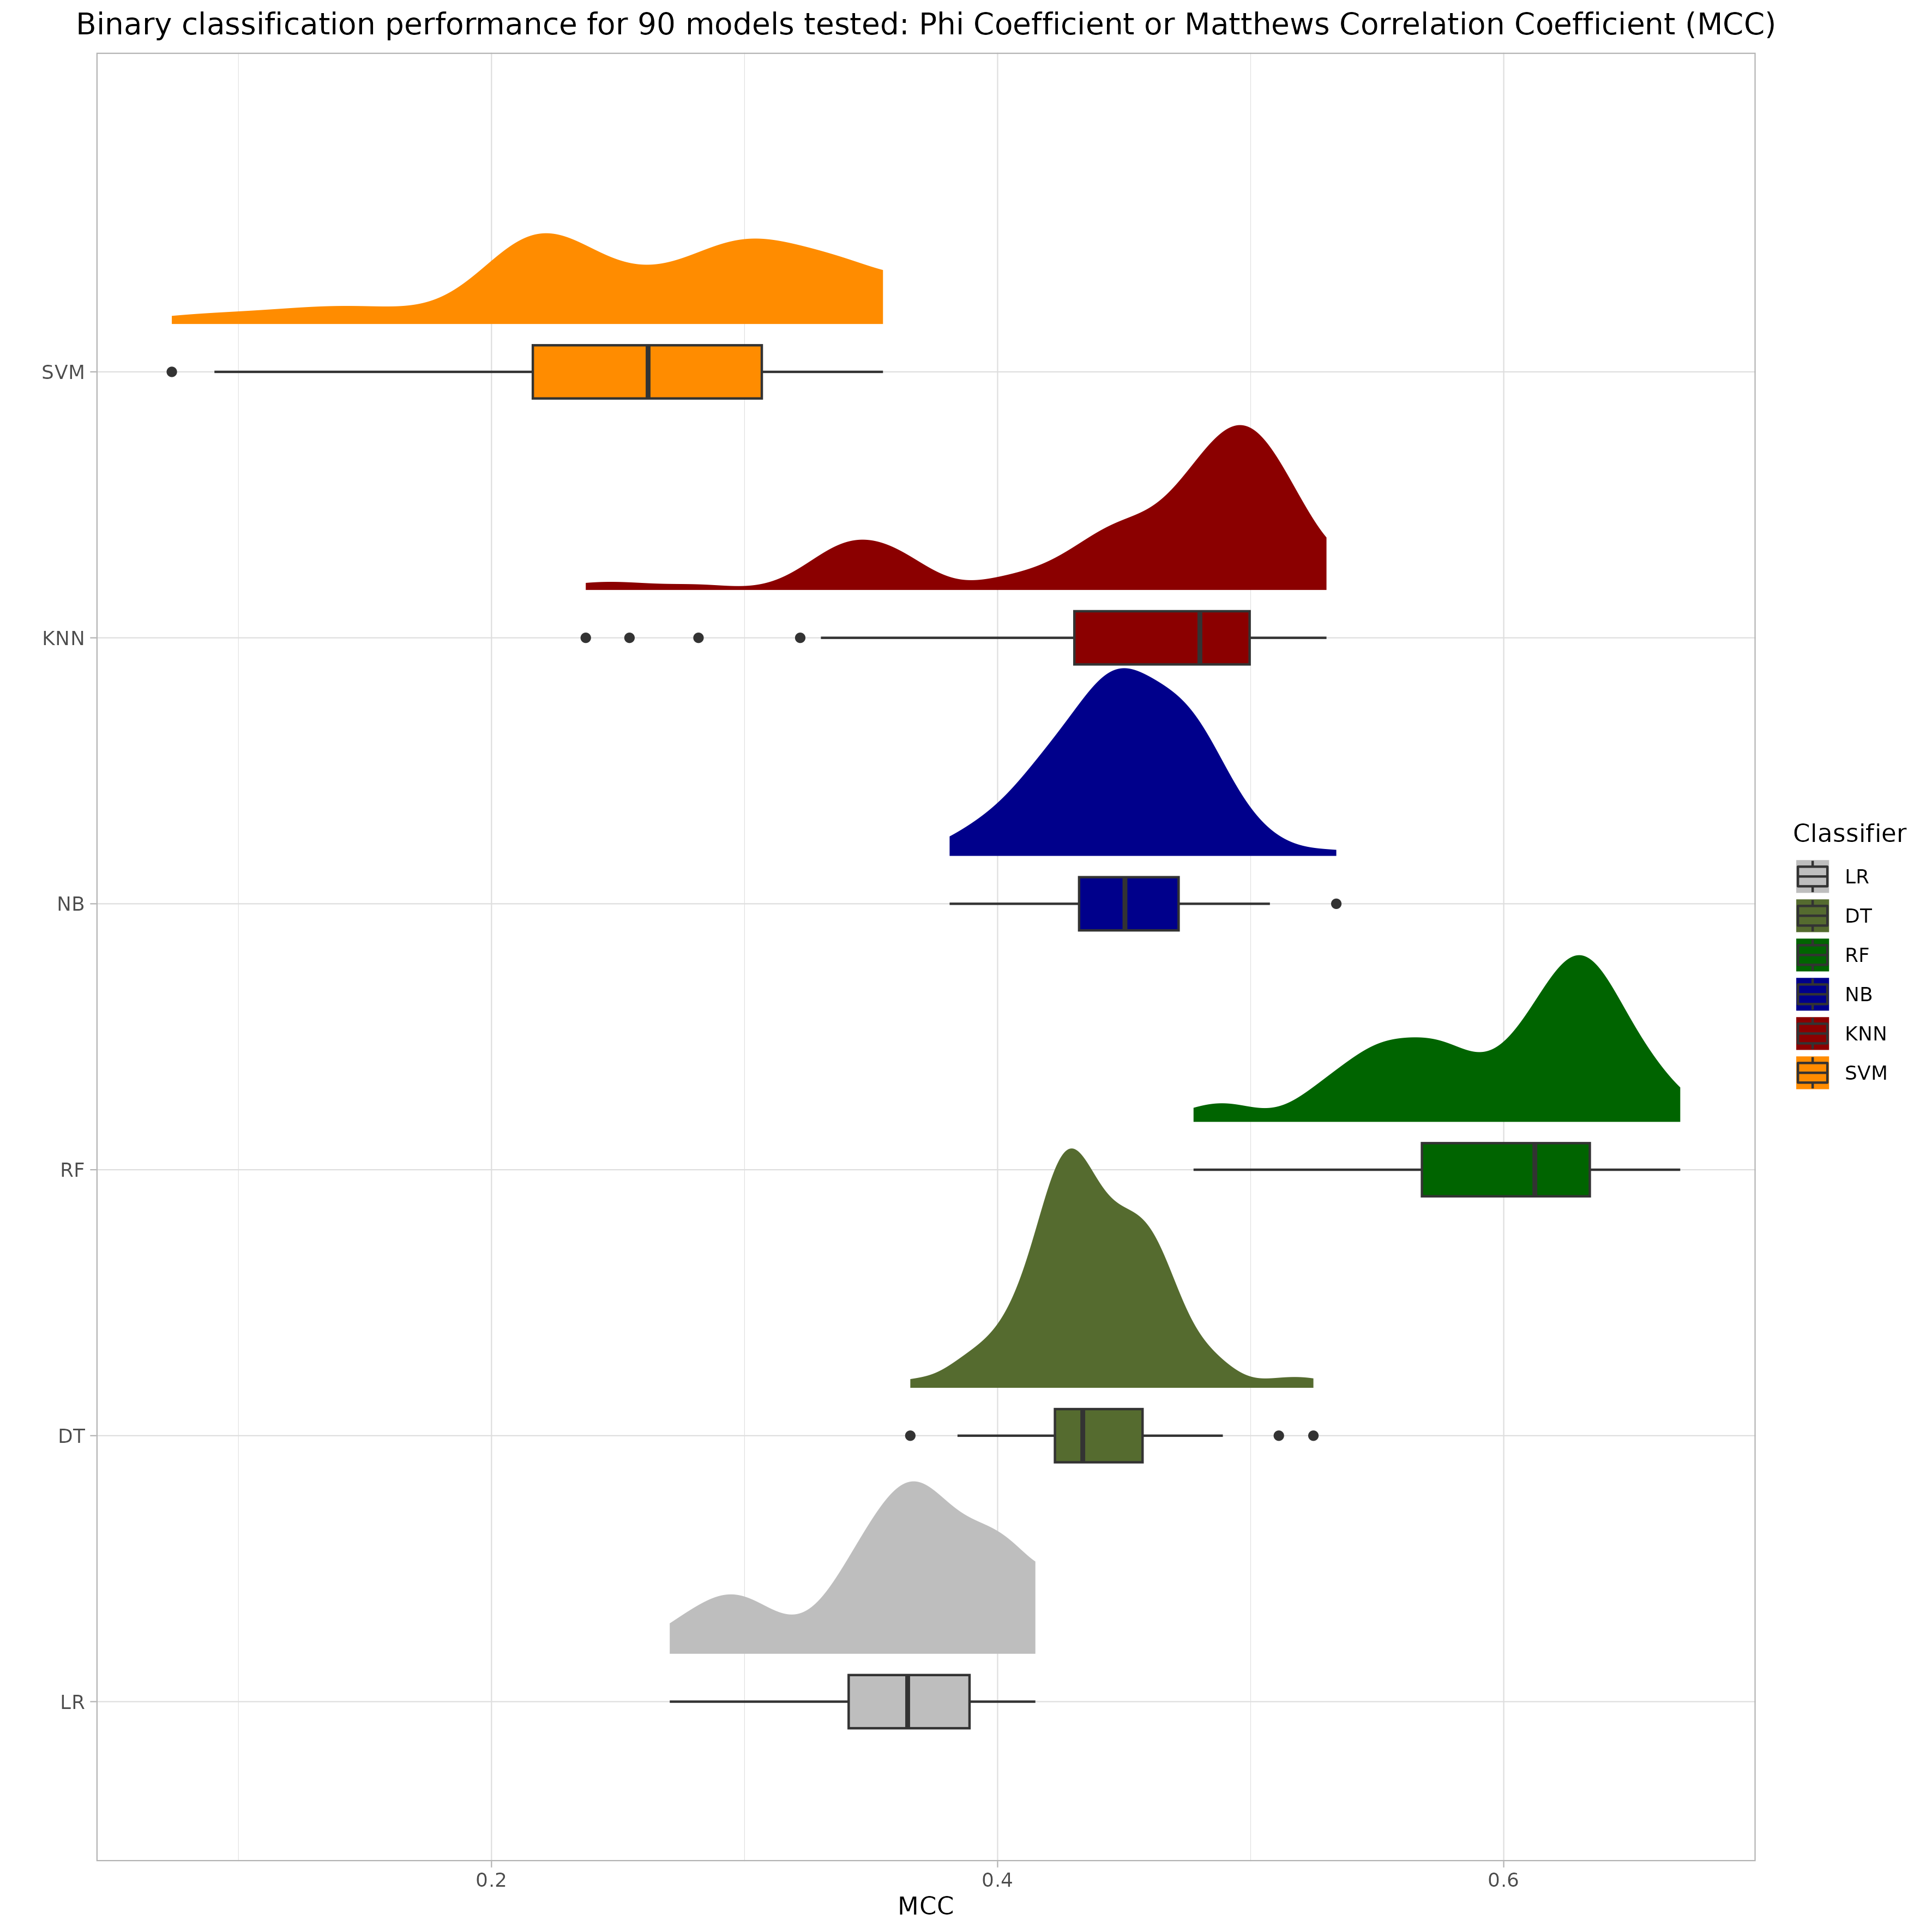 Binary classification performance for 90 models tested: Phi Coefficient or Matthews Correlation Coefficient (MCC)
SVM
KNN
NB
RF
DT
LR
0.2 0.4 0.6
MCC
Classifier
LR
DT
RF
NB
KNN
SVM